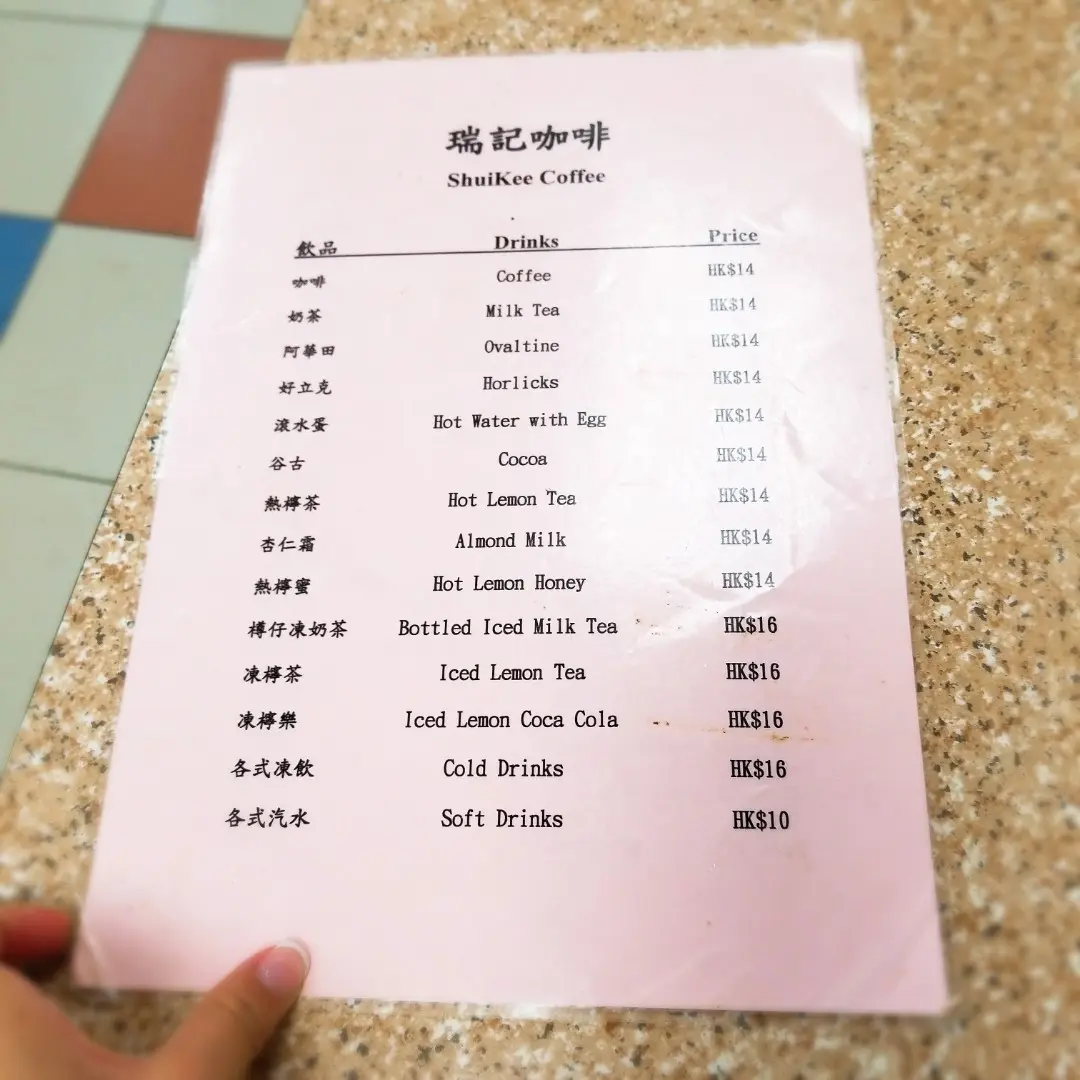 瑞記咖啡
ShuiKee Coffee
飲品 Drinks Price
咖啡 Coffee HK$14
奶茶 Milk Tea HK$14
阿華田 Ovaltine HK$14
好立克 Horlicks HK$14
滾水蛋 Hot Water with Egg HK$14
谷古 Cocoa HK$14
熱檸茶 Hot Lemon Tea HK$14
杏仁霜 Almond Milk HK$14
熱檸蜜 Hot Lemon Honey HK$14
樽仔凍奶茶 Bottled Iced Milk Tea HK$16
凍檸茶 Iced Lemon Tea HK$16
凍檸樂 Iced Lemon Coca Cola HK$16
各式凍飲 Cold Drinks HK$16
各式汽水 Soft Drinks HK$10